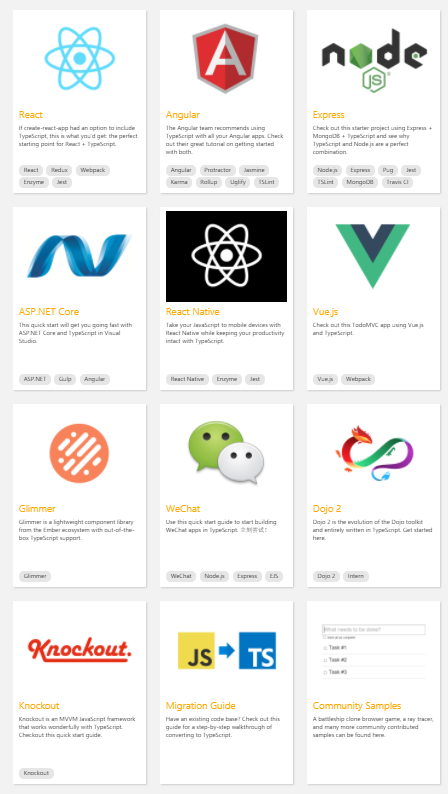 node
JS
React
If create-react-app had an option to include
TypeScript, this is what you'd get: the perfect
starting point for React + TypeScript.
React Redux Webpack
Enzyme Jest
Angular
The Angular team recommends using
TypeScript with all your Angular apps. Check
out their great tutorial on getting started
with both.
Angular Protractor Jasmine
Karma Rollup Uglify TSLint
Express
Check out this starter project using Express +
MongoDB + TypeScript and see why
TypeScript and Node.js are a perfect
combination.
Node.js Express Pug Jest
TSLint MongoDB Travis CI
ASP.NET Core
This quick start will get you going fast with
ASP.NET Core and TypeScript in Visual
Studio.
ASP.NET Gulp Angular
React Native
Take your JavaScript to mobile devices with
React Native while keeping your productivity
intact with TypeScript.
React Native Enzyme Jest
Vue.js
Check out this TodoMVC app using Vue.js
and TypeScript.
Vue.js Webpack
Glimmer
Glimmer is a lightweight component library
from the Ember ecosystem with out-of-the-
box TypeScript support.
Glimmer
WeChat
Use this quick start guide to start building
WeChat apps in TypeScript. 立刻尝试!
WeChat Node.js Express EJS
Dojo 2
Dojo 2 is the evolution of the Dojo toolkit
and entirely written in TypeScript. Get started
here.
Dojo 2 Intern
Knockout.
Knockout
Knockout is an MVVM JavaScript framework
that works wonderfully with TypeScript.
Checkout this quick start guide.
Knockout
JS TS
Migration Guide
Have an existing code base? Check out this
guide for a step-by-step walkthrough of
converting to TypeScript.
What needs to be done?
Task #1
Task #2
Task #3
Community Samples
A battleship clone browser game, a ray tracer,
and many more community contributed
samples can be found here.